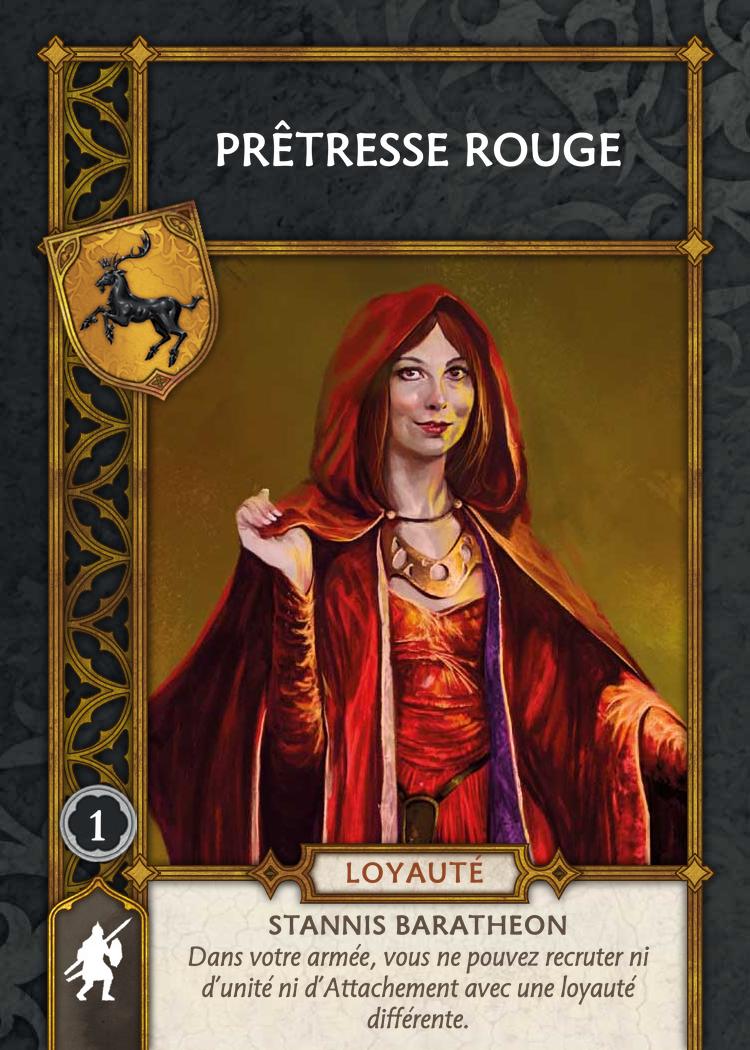 PRÊTRESSE ROUGE
1
LOYAUTÉ
STANNIS BARATHEON
Dans votre armée, vous ne pouvez recruter ni
d'unité ni d'Attachement avec une loyauté
différente.